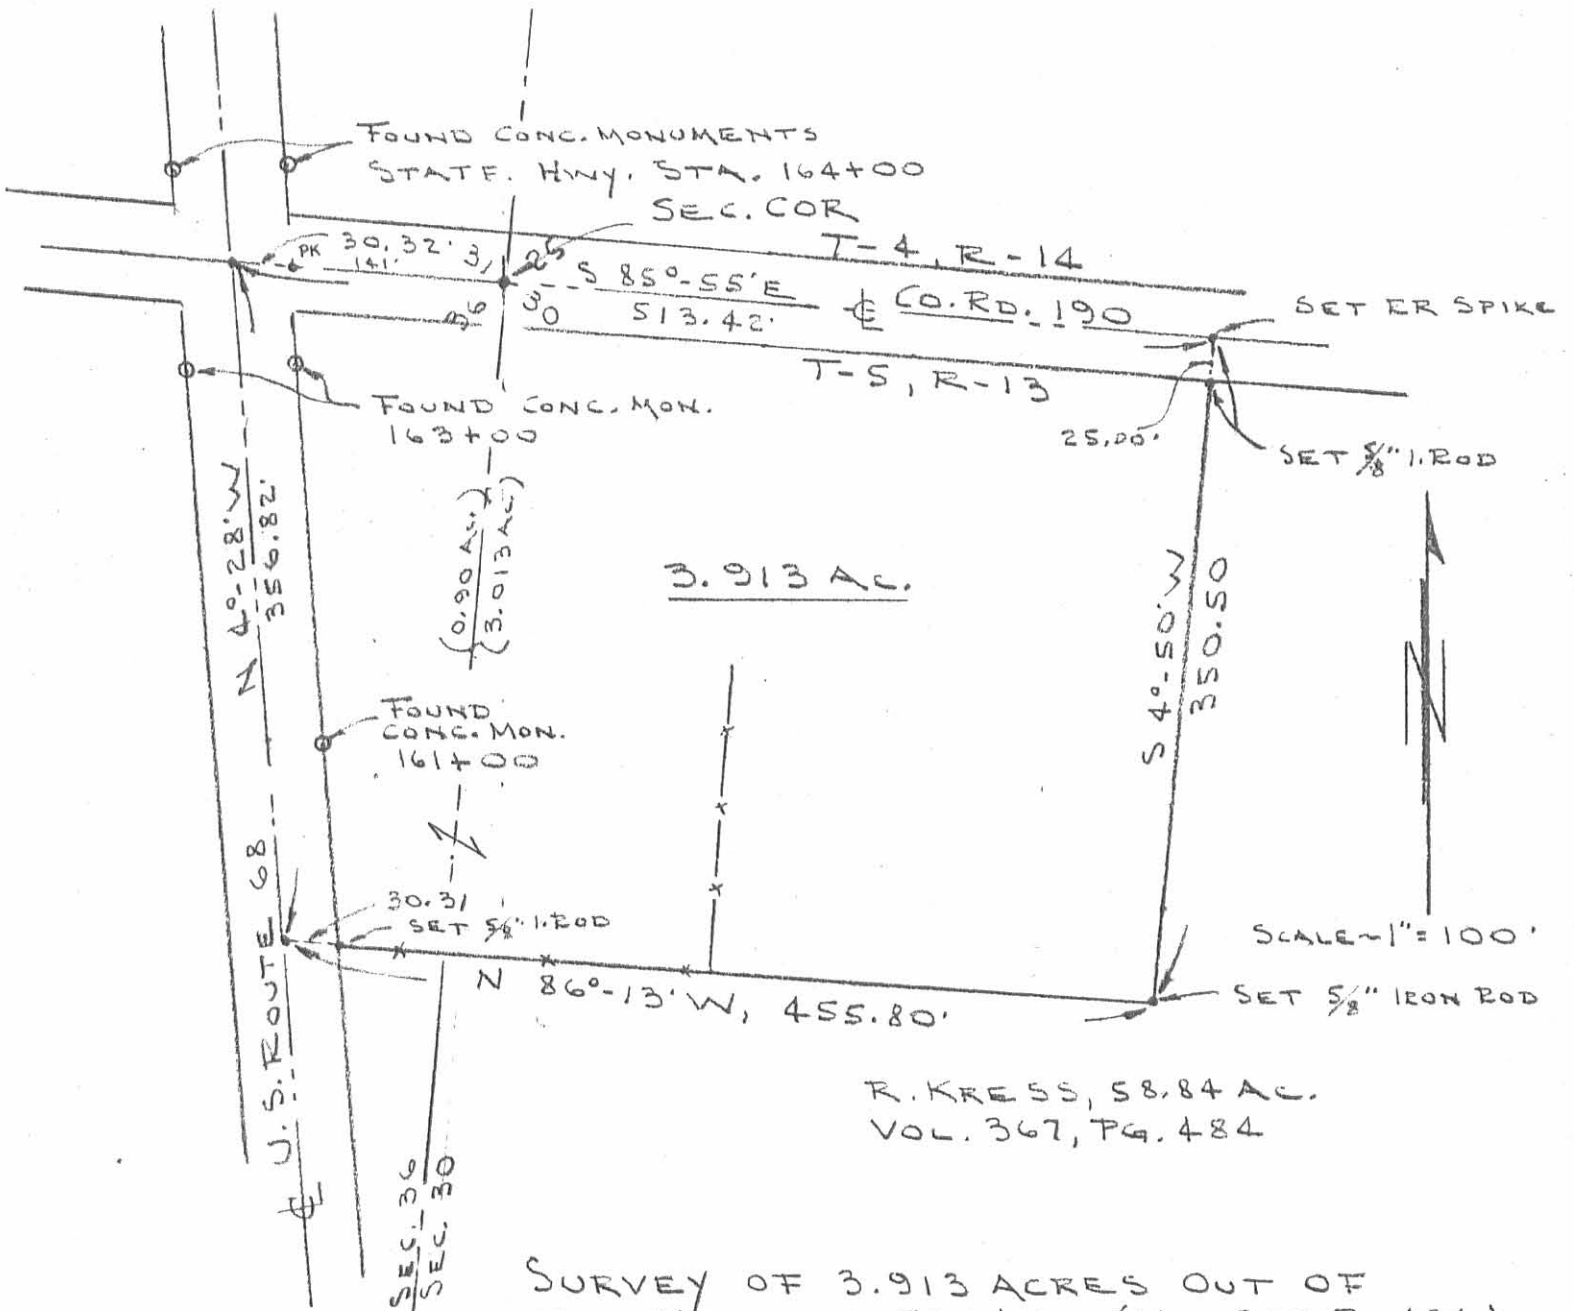 FOUND CONC. MONUMENTS
STATE. HWY. STA. 164+00
SEC. COR
T-4, R-14
PK
30.32'
141'
31
25
36
30
S 85°-55'E
513.42'
℄ CO. RD. 190
SET RR SPIKE
T-5, R-13
25.00'
SET 5/8" I. ROD
FOUND CONC. MON.
163+00
N 4°-28'W
356.82'
(0.90 AC.)
(3.013 AC)
3.913 AC.
S 4°-50'W
350.50
N
FOUND
CONC. MON.
161+00
30.31
SET 5/8" I. ROD
N 86°-13'W, 455.80'
SCALE~1"=100'
SET 5/8" IRON ROD
℄ U.S. ROUTE 68
R. KRESS, 58.84 AC.
VOL. 367, PG. 484
SEC. 36
SEC. 30
SURVEY OF 3.913 ACRES OUT OF